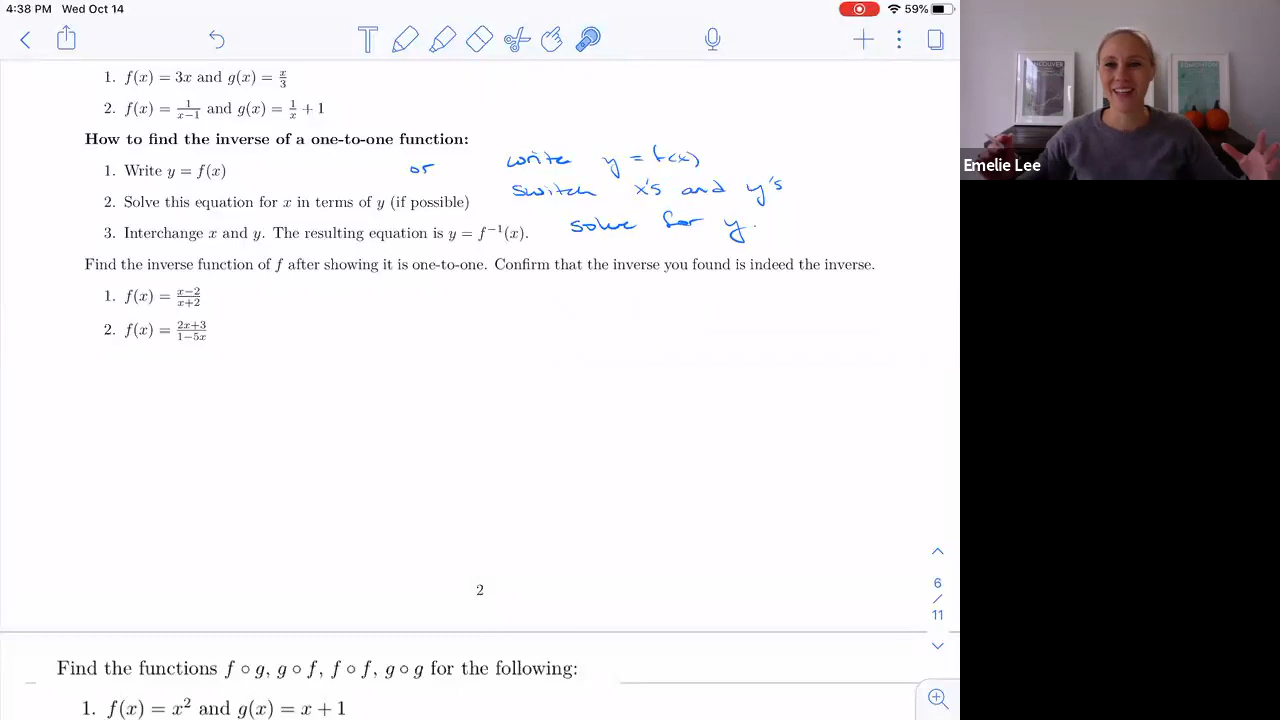 4:38 PM Wed Oct 14
59%
1. f(x) = 3x and g(x) = x/3
2. f(x) = 1/(x−1) and g(x) = 1/x + 1
How to find the inverse of a one-to-one function:
1. Write y = f(x)
or write y = f(x)
2. Solve this equation for x in terms of y (if possible)
switch x's and y's
3. Interchange x and y. The resulting equation is y = f⁻¹(x).
solve for y.
Find the inverse function of f after showing it is one-to-one. Confirm that the inverse you found is indeed the inverse.
1. f(x) = (x−2)/(x+2)
2. f(x) = (2x+3)/(1−5x)
2
6
/
11
Find the functions f ∘ g, g ∘ f, f ∘ f, g ∘ g for the following:
1. f(x) = x² and g(x) = x + 1
VANCOUVER
EDMONTON
Emelie Lee